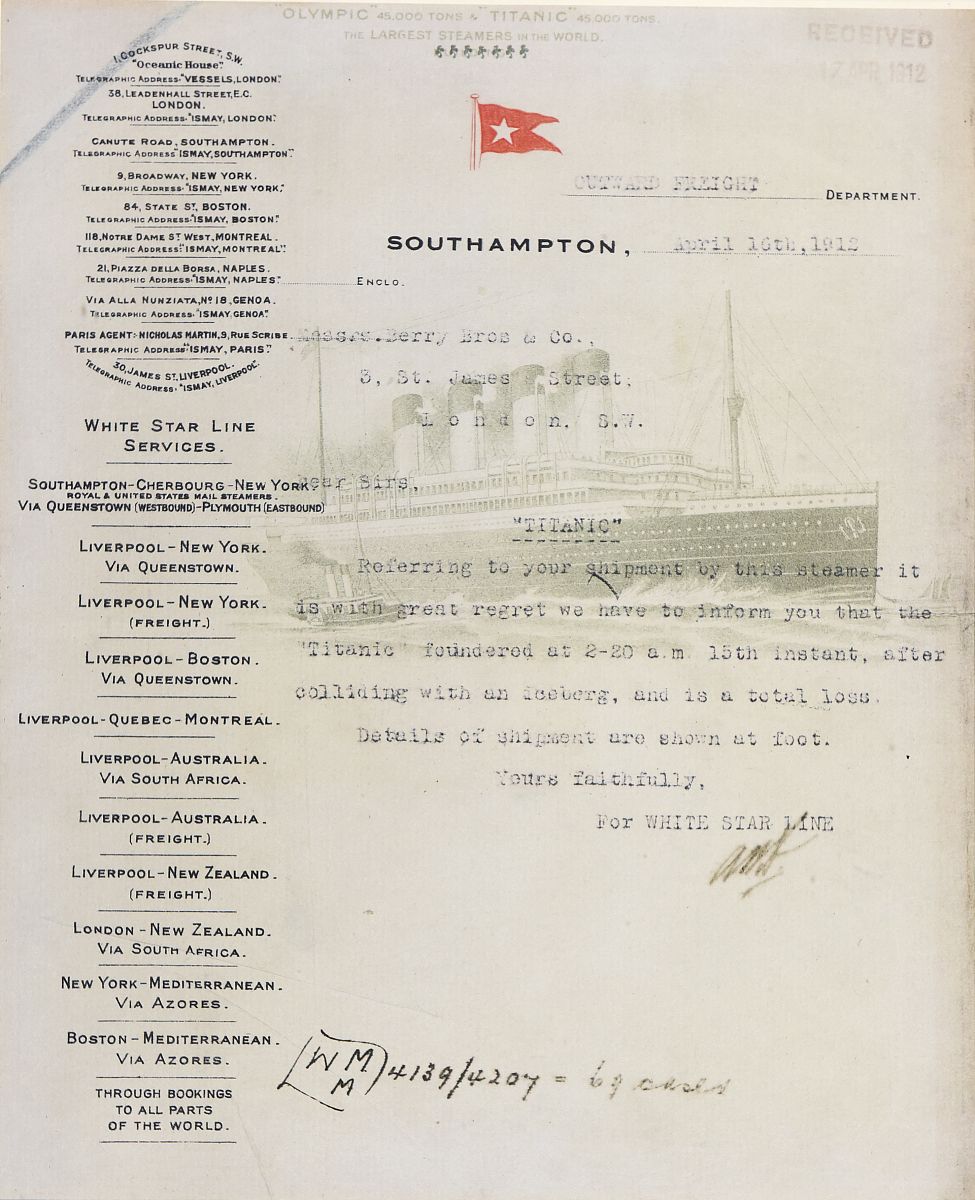 "OLYMPIC" 45,000 TONS & "TITANIC" 45,000 TONS.
THE LARGEST STEAMERS IN THE WORLD.
RECEIVED
APR 1912
1, COCKSPUR STREET, S.W.
"Oceanic House".
TELEGRAPHIC ADDRESS-"VESSELS, LONDON."
38, LEADENHALL STREET, E.C.
LONDON.
TELEGRAPHIC ADDRESS-"ISMAY, LONDON."
CANUTE ROAD, SOUTHAMPTON.
TELEGRAPHIC ADDRESS "ISMAY, SOUTHAMPTON".
9, BROADWAY, NEW YORK.
TELEGRAPHIC ADDRESS-"ISMAY, NEW YORK."
84, STATE ST, BOSTON.
TELEGRAPHIC ADDRESS-"ISMAY, BOSTON."
118, NOTRE DAME ST WEST, MONTREAL.
TELEGRAPHIC ADDRESS:"ISMAY, MONTREAL".
21, PIAZZA DELLA BORSA, NAPLES.
TELEGRAPHIC ADDRESS-"ISMAY, NAPLES."
VIA ALLA NUNZIATA, No 18, GENOA.
TELEGRAPHIC ADDRESS:"ISMAY, GENOA."
PARIS AGENT:-NICHOLAS MARTIN, 9, RUE SCRIBE.
TELEGRAPHIC ADDRESS-"ISMAY, PARIS."
30, JAMES ST, LIVERPOOL.
TELEGRAPHIC ADDRESS:-"ISMAY, LIVERPOOL."
WHITE STAR LINE
SERVICES.
SOUTHAMPTON-CHERBOURG-NEW YORK.
ROYAL & UNITED STATES MAIL STEAMERS.
VIA QUEENSTOWN (WESTBOUND)-PLYMOUTH (EASTBOUND)
LIVERPOOL-NEW YORK.
VIA QUEENSTOWN.
LIVERPOOL-NEW YORK.
(FREIGHT.)
LIVERPOOL-BOSTON.
VIA QUEENSTOWN.
LIVERPOOL-QUEBEC-MONTREAL.
LIVERPOOL-AUSTRALIA.
VIA SOUTH AFRICA.
LIVERPOOL-AUSTRALIA.
(FREIGHT.)
LIVERPOOL-NEW ZEALAND.
(FREIGHT.)
LONDON-NEW ZEALAND.
VIA SOUTH AFRICA.
NEW YORK-MEDITERRANEAN.
VIA AZORES.
BOSTON-MEDITERRANEAN.
VIA AZORES.
THROUGH BOOKINGS
TO ALL PARTS
OF THE WORLD.
OUTWARD FREIGHT DEPARTMENT.
SOUTHAMPTON, April 16th, 1912
ENCLO.
Messrs. Berry Bros & Co.,
3, St. James Street,
London, S.W.
Dear Sirs,
"TITANIC"
Referring to your shipment by this steamer it
is with great regret we have to inform you that the
"Titanic" foundered at 2-20 a.m. 15th instant, after
colliding with an iceberg, and is a total loss.
Details of shipment are shown at foot.
Yours faithfully,
For WHITE STAR LINE
W M
M 4139/4207 = 69 cases